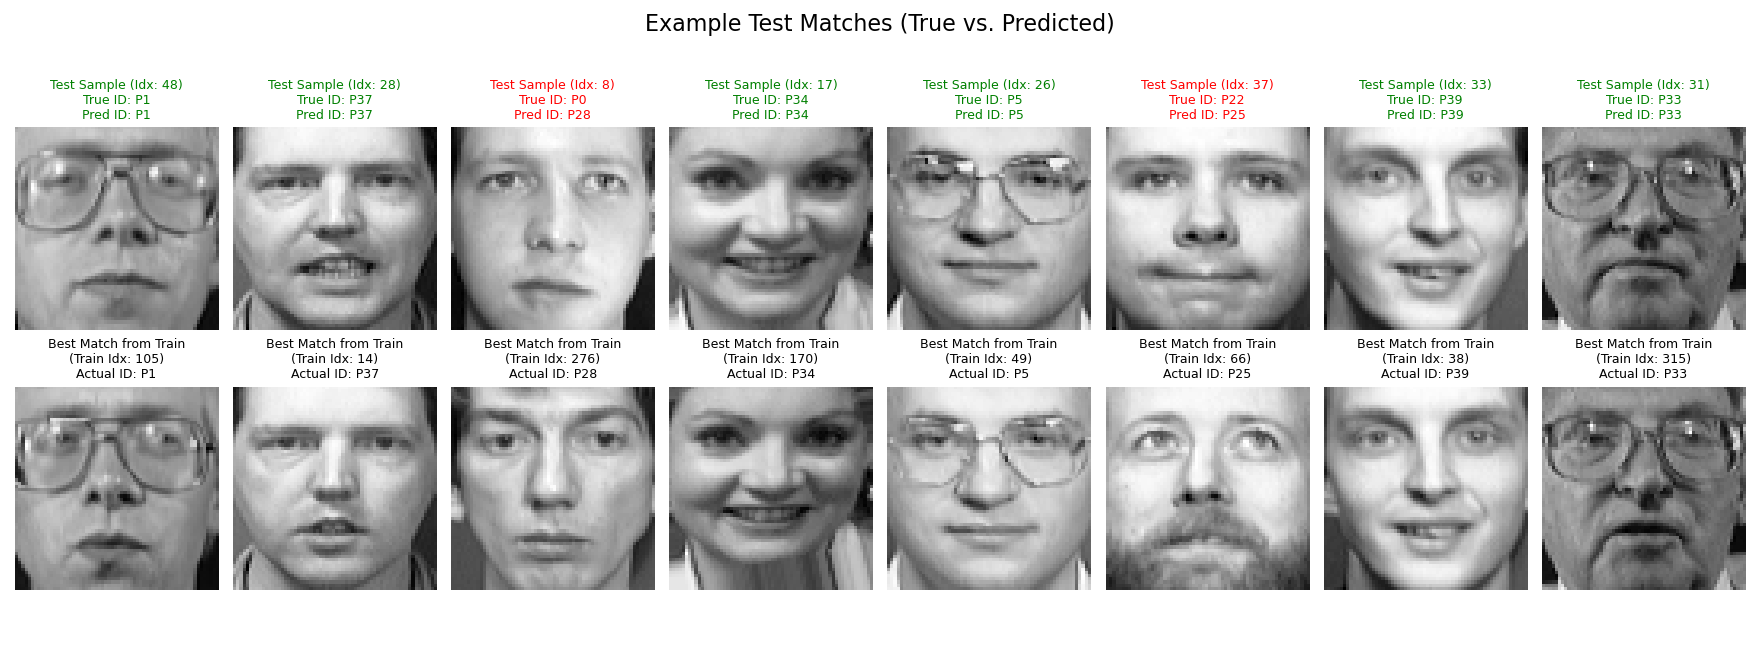 Example Test Matches (True vs. Predicted)
Test Sample (Idx: 48)
True ID: P1
Pred ID: P1
Test Sample (Idx: 28)
True ID: P37
Pred ID: P37
Test Sample (Idx: 8)
True ID: P0
Pred ID: P28
Test Sample (Idx: 17)
True ID: P34
Pred ID: P34
Test Sample (Idx: 26)
True ID: P5
Pred ID: P5
Test Sample (Idx: 37)
True ID: P22
Pred ID: P25
Test Sample (Idx: 33)
True ID: P39
Pred ID: P39
Test Sample (Idx: 31)
True ID: P33
Pred ID: P33
Best Match from Train
(Train Idx: 105)
Actual ID: P1
Best Match from Train
(Train Idx: 14)
Actual ID: P37
Best Match from Train
(Train Idx: 276)
Actual ID: P28
Best Match from Train
(Train Idx: 170)
Actual ID: P34
Best Match from Train
(Train Idx: 49)
Actual ID: P5
Best Match from Train
(Train Idx: 66)
Actual ID: P25
Best Match from Train
(Train Idx: 38)
Actual ID: P39
Best Match from Train
(Train Idx: 315)
Actual ID: P33